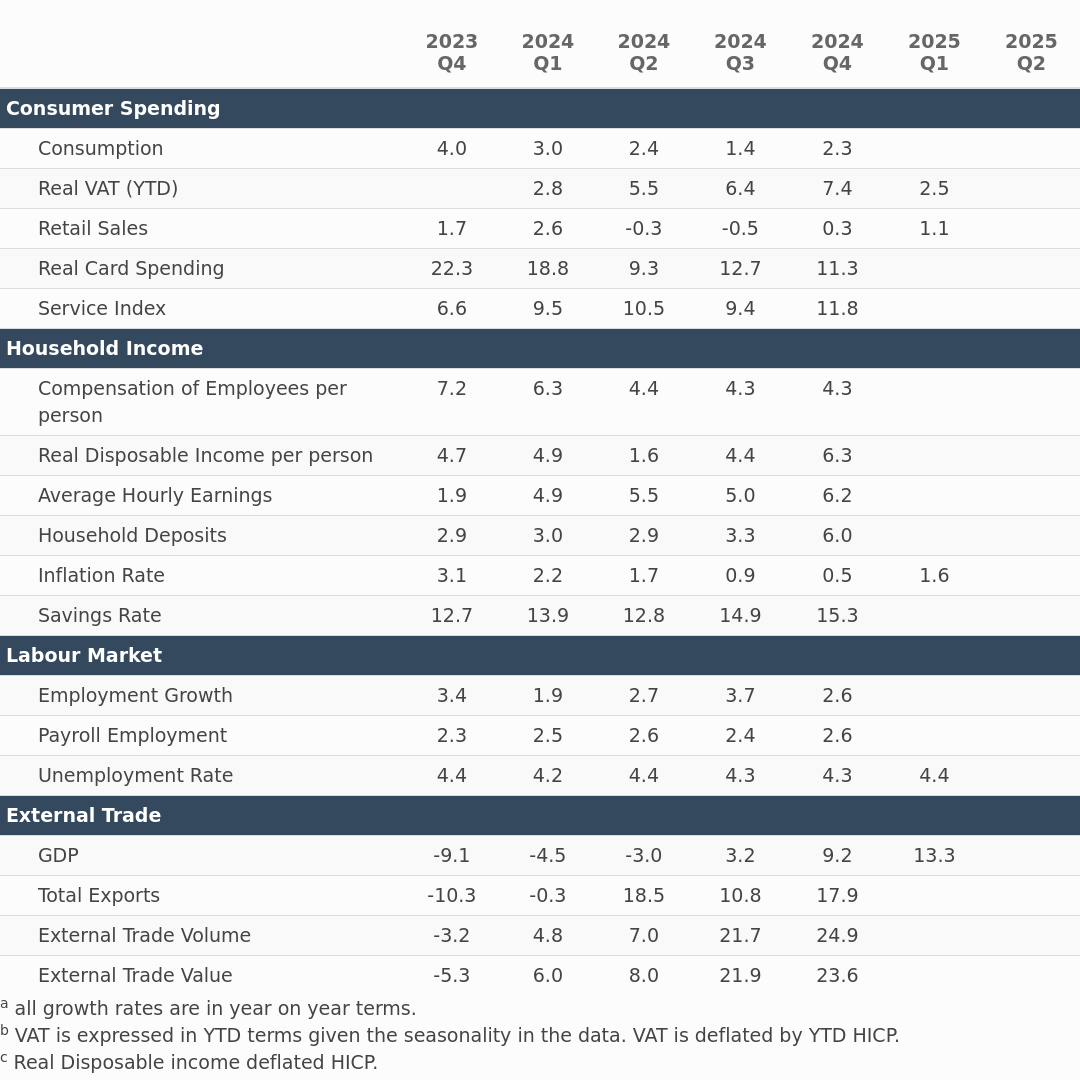 2023 2024 2024 2024 2024 2025 2025
Q4 Q1 Q2 Q3 Q4 Q1 Q2
Consumer Spending
Consumption 4.0 3.0 2.4 1.4 2.3
Real VAT (YTD) 2.8 5.5 6.4 7.4 2.5
Retail Sales 1.7 2.6 -0.3 -0.5 0.3 1.1
Real Card Spending 22.3 18.8 9.3 12.7 11.3
Service Index 6.6 9.5 10.5 9.4 11.8
Household Income
Compensation of Employees per 7.2 6.3 4.4 4.3 4.3
person
Real Disposable Income per person 4.7 4.9 1.6 4.4 6.3
Average Hourly Earnings 1.9 4.9 5.5 5.0 6.2
Household Deposits 2.9 3.0 2.9 3.3 6.0
Inflation Rate 3.1 2.2 1.7 0.9 0.5 1.6
Savings Rate 12.7 13.9 12.8 14.9 15.3
Labour Market
Employment Growth 3.4 1.9 2.7 3.7 2.6
Payroll Employment 2.3 2.5 2.6 2.4 2.6
Unemployment Rate 4.4 4.2 4.4 4.3 4.3 4.4
External Trade
GDP -9.1 -4.5 -3.0 3.2 9.2 13.3
Total Exports -10.3 -0.3 18.5 10.8 17.9
External Trade Volume -3.2 4.8 7.0 21.7 24.9
External Trade Value -5.3 6.0 8.0 21.9 23.6
a all growth rates are in year on year terms.
b VAT is expressed in YTD terms given the seasonality in the data. VAT is deflated by YTD HICP.
c Real Disposable income deflated HICP.